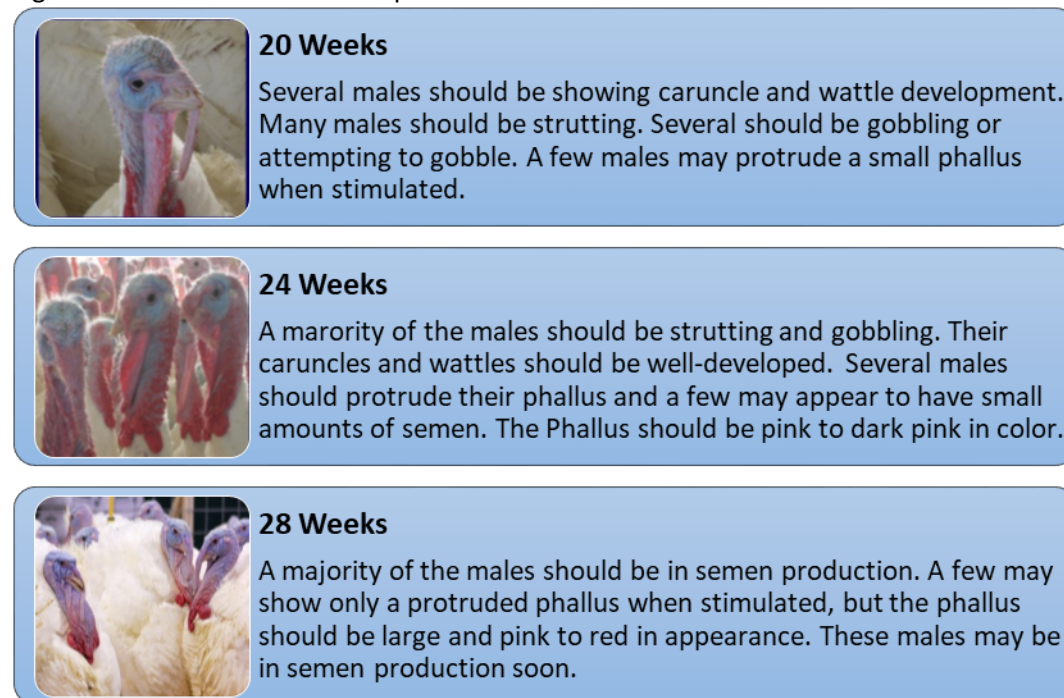 20 Weeks
Several males should be showing caruncle and wattle development.
Many males should be strutting. Several should be gobbling or
attempting to gobble. A few males may protrude a small phallus
when stimulated.
24 Weeks
A marority of the males should be strutting and gobbling. Their
caruncles and wattles should be well-developed. Several males
should protrude their phallus and a few may appear to have small
amounts of semen. The Phallus should be pink to dark pink in color.
28 Weeks
A majority of the males should be in semen production. A few may
show only a protruded phallus when stimulated, but the phallus
should be large and pink to red in appearance. These males may be
in semen production soon.